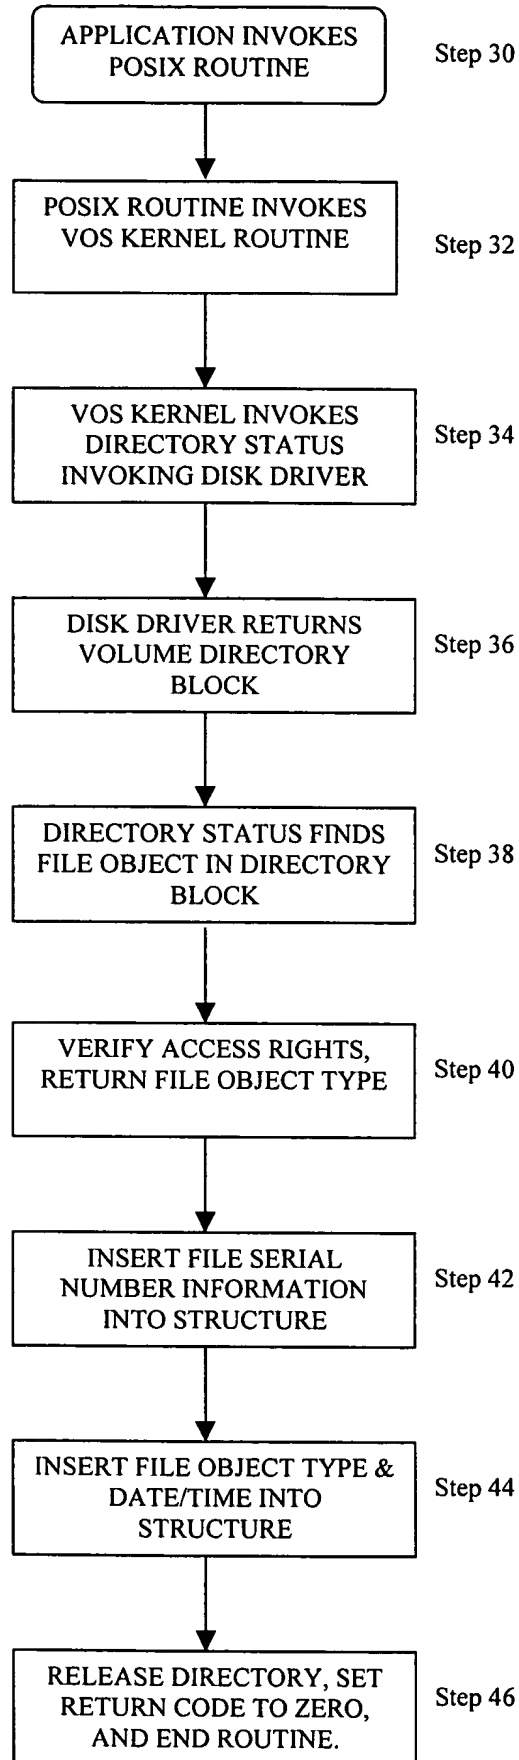 APPLICATION INVOKES
POSIX ROUTINE
Step 30
POSIX ROUTINE INVOKES
VOS KERNEL ROUTINE
Step 32
VOS KERNEL INVOKES
DIRECTORY STATUS
INVOKING DISK DRIVER
Step 34
DISK DRIVER RETURNS
VOLUME DIRECTORY
BLOCK
Step 36
DIRECTORY STATUS FINDS
FILE OBJECT IN DIRECTORY
BLOCK
Step 38
VERIFY ACCESS RIGHTS,
RETURN FILE OBJECT TYPE
Step 40
INSERT FILE SERIAL
NUMBER INFORMATION
INTO STRUCTURE
Step 42
INSERT FILE OBJECT TYPE &
DATE/TIME INTO
STRUCTURE
Step 44
RELEASE DIRECTORY, SET
RETURN CODE TO ZERO,
AND END ROUTINE.
Step 46